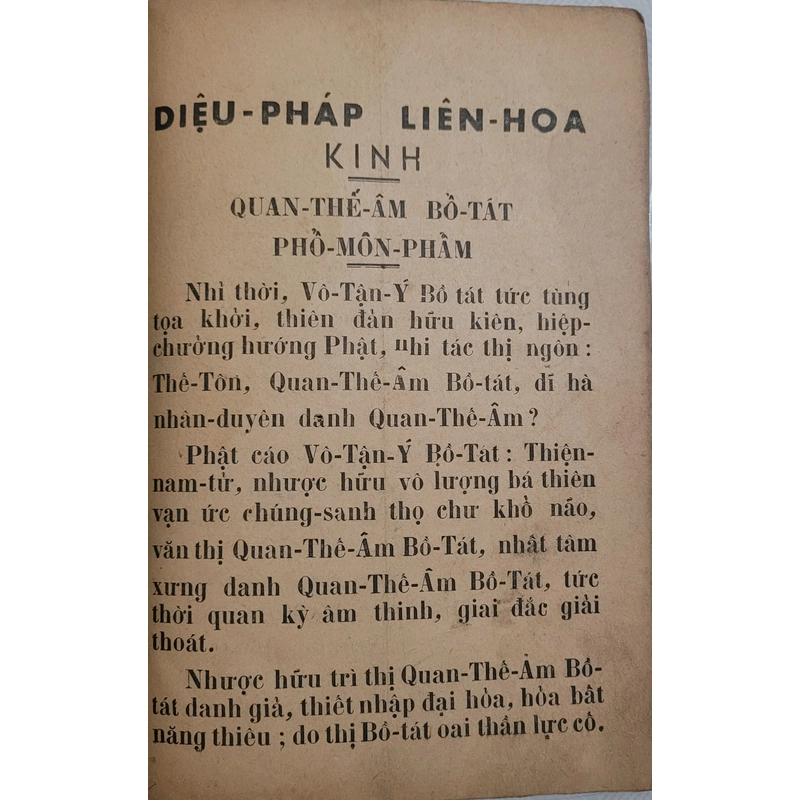 DIỆU-PHÁP LIÊN-HOA
KINH
QUAN-THẾ-ÂM BỒ-TÁT
PHỔ-MÔN-PHẦM
Nhỉ thời, Vô-Tận-Ý Bồ tát tức tùng
tọa khởi, thiên đản hữu kiên, hiệp-
chưởng hướng Phật, nhi tác thị ngôn :
Thế-Tôn, Quan-Thế-Âm Bồ-tát, dĩ hà
nhàn-duyên danh Quan-Thế-Âm ?
Phật cáo Vô-Tận-Ý Bồ-Tát : Thiện-
nam-tử, nhược hữu vô lượng bá thiên
vạn ức chúng-sanh thọ chư khổ não,
văn thị Quan-Thế-Âm Bồ-Tát, nhất tâm
xưng danh Quan-Thế-Âm Bồ-Tát, tức
thời quan kỳ âm thinh, giai đắc giải
thoát.
Nhược hữu trì thị Quan-Thế-Âm Bồ-
tát danh giả, thiết nhập đại hỏa, hỏa bất
năng thiêu ; do thị Bồ-tát oai thần lực cố.